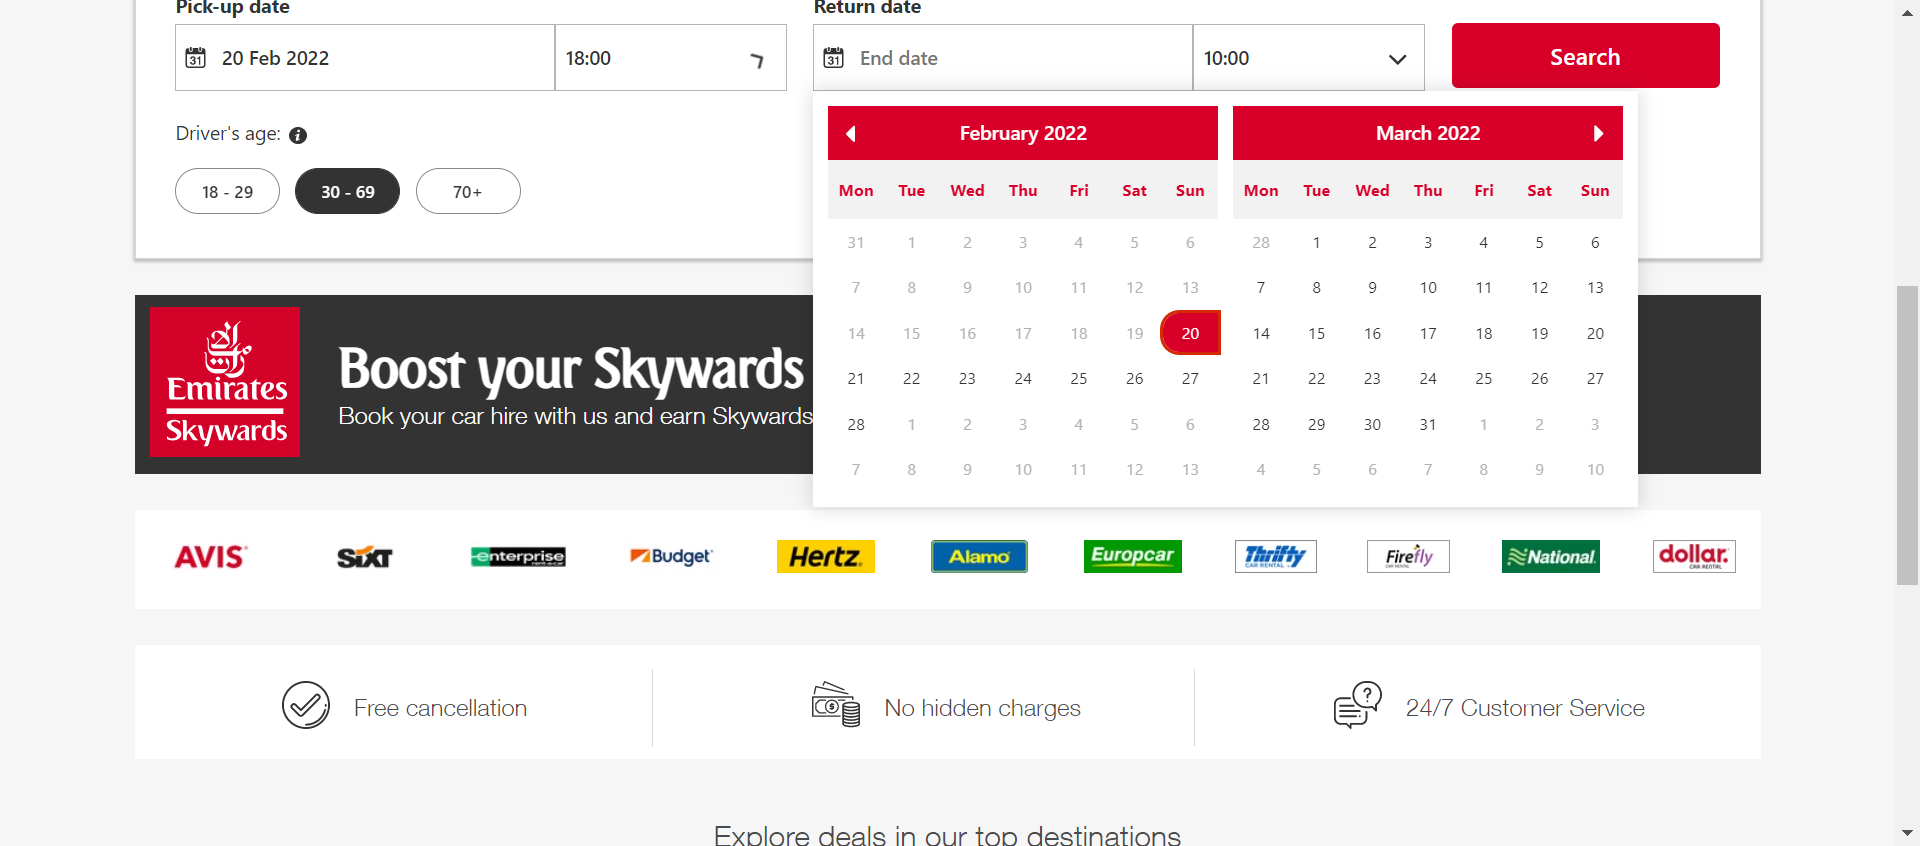 Pick-up date
Return date
31 20 Feb 2022
18:00
31 End date
10:00
Search
Driver's age: i
18 - 29
30 - 69
70+
February 2022
Mon Tue Wed Thu Fri Sat Sun
31 1 2 3 4 5 6
7 8 9 10 11 12 13
14 15 16 17 18 19 20
21 22 23 24 25 26 27
28 1 2 3 4 5 6
7 8 9 10 11 12 13
March 2022
Mon Tue Wed Thu Fri Sat Sun
28 1 2 3 4 5 6
7 8 9 10 11 12 13
14 15 16 17 18 19 20
21 22 23 24 25 26 27
28 29 30 31 1 2 3
4 5 6 7 8 9 10
Emirates
Skywards
Boost your Skywards
Book your car hire with us and earn Skywards
AVIS
SIXT
enterprise
rent-a-car
Budget
Hertz.
Alamo
Europcar
Thrifty
CAR RENTAL
Firefly
CAR RENTAL
National.
dollar.
CAR RENTAL
Free cancellation
No hidden charges
24/7 Customer Service
Explore deals in our top destinations